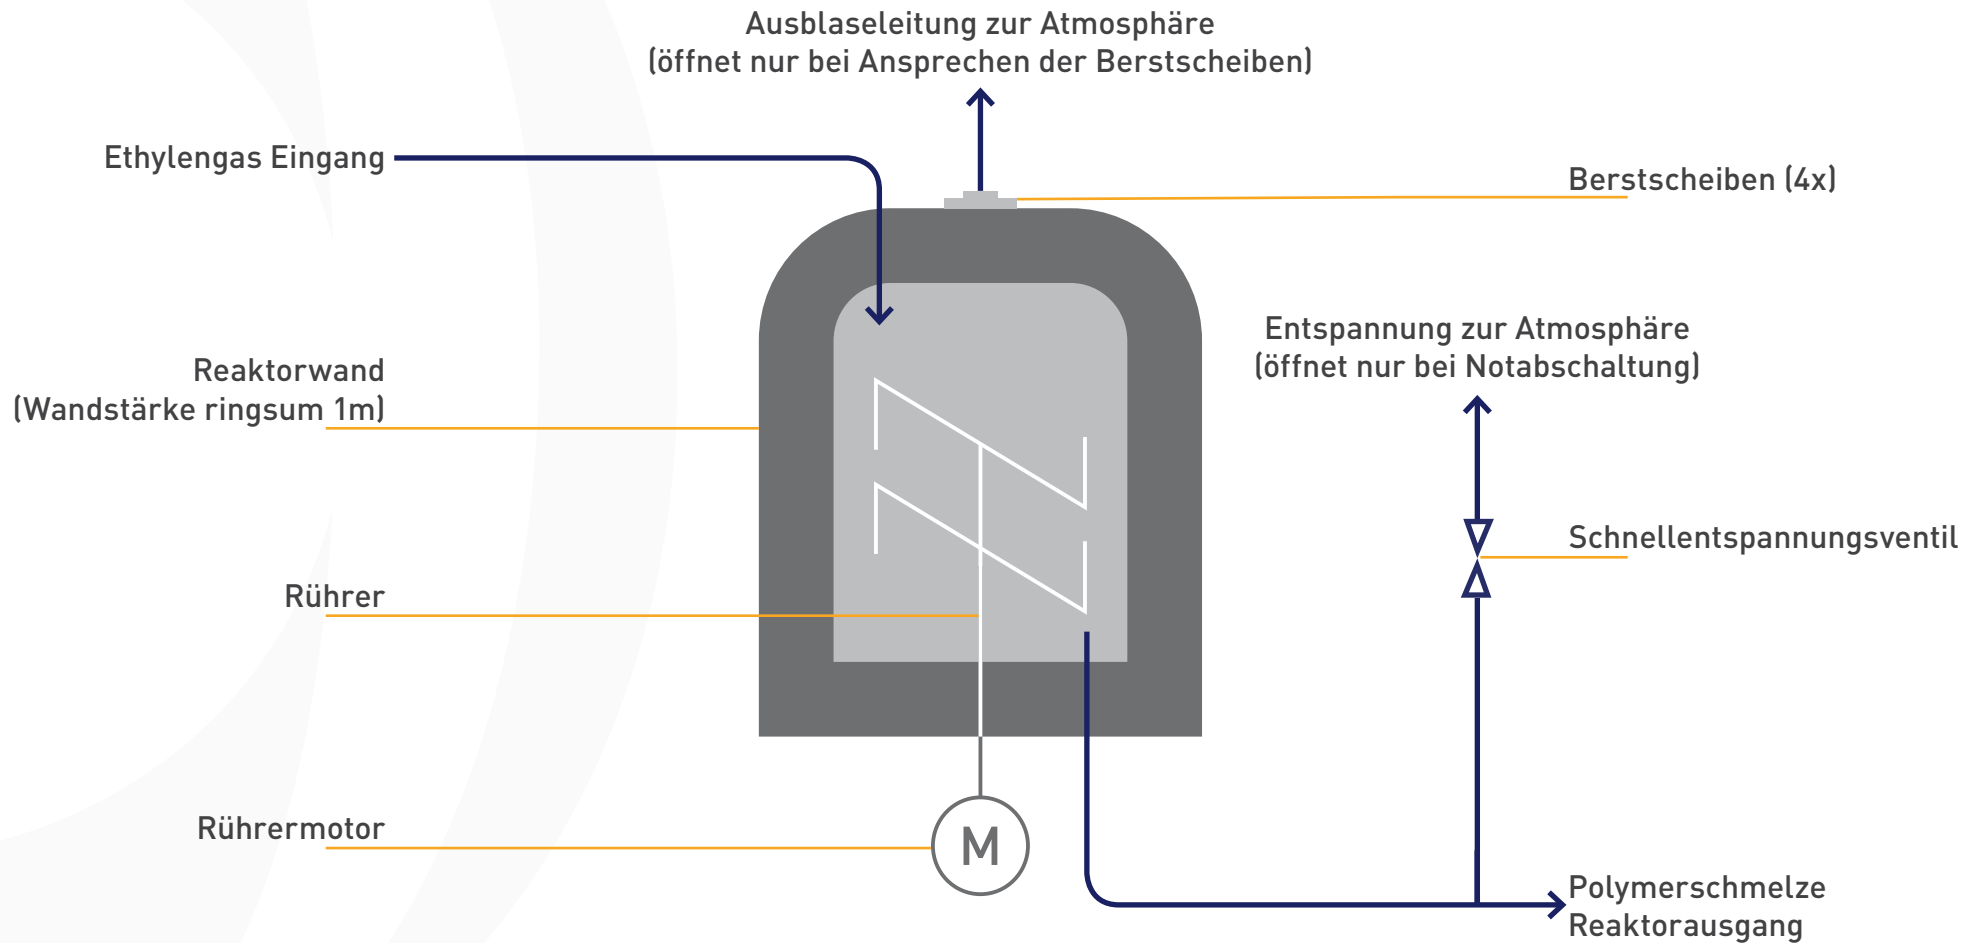 Ausblaseleitung zur Atmosphäre
(öffnet nur bei Ansprechen der Berstscheiben)
Ethylengas Eingang
Berstscheiben (4x)
Entspannung zur Atmosphäre
(öffnet nur bei Notabschaltung)
Reaktorwand
(Wandstärke ringsum 1m)
Schnellentspannungsventil
Rührer
Rührermotor
M
Polymerschmelze
Reaktorausgang